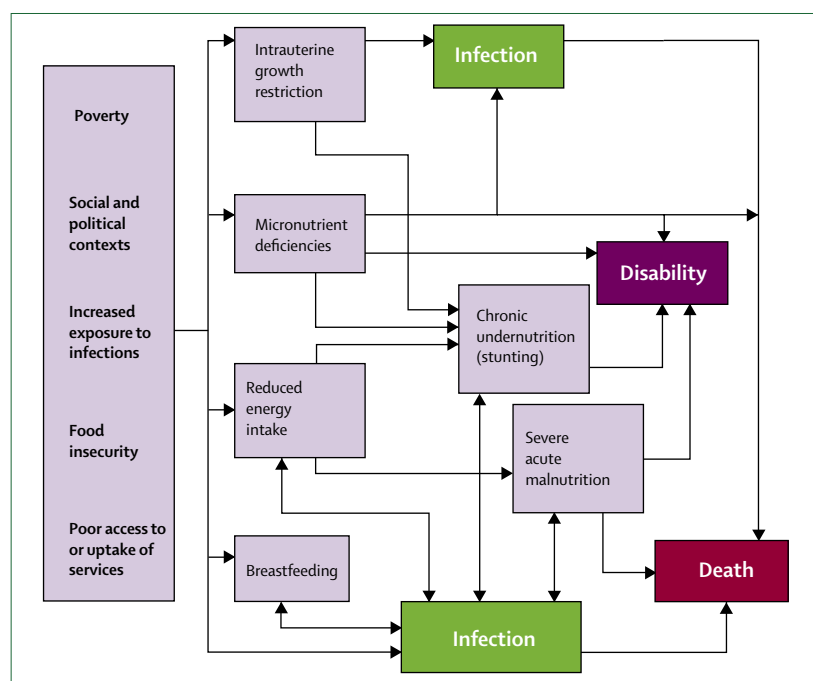 Poverty
Social and
political
contexts
Increased
exposure to
infections
Food
insecurity
Poor access to
or uptake of
services
Intrauterine
growth
restriction
Infection
Micronutrient
deficiencies
Disability
Chronic
undernutrition
(stunting)
Reduced
energy
intake
Severe
acute
malnutrition
Breastfeeding
Death
Infection